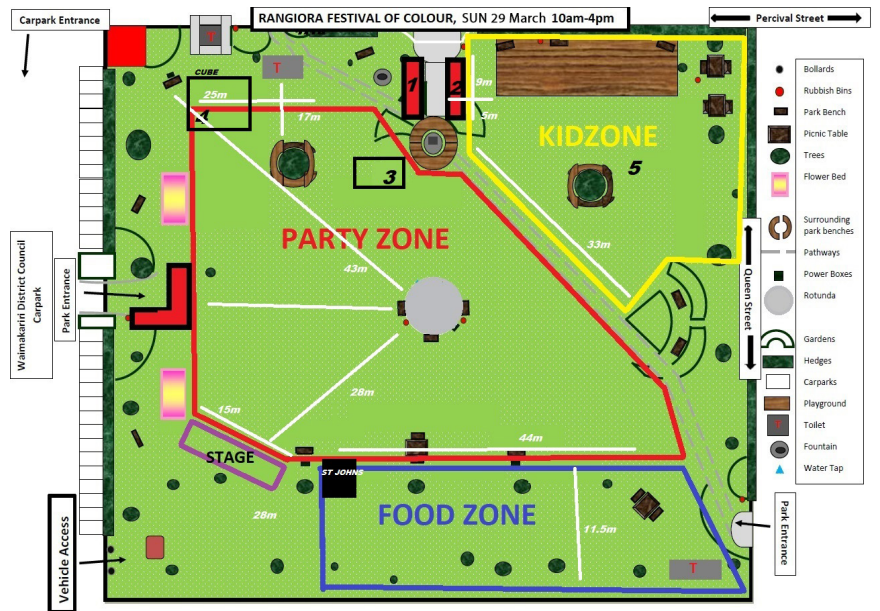 RANGIORA FESTIVAL OF COLOUR, SUN 29 March 10am-4pm
Carpark Entrance
Percival Street
T
T
CUBE
4
25m
17m
1
2
9m
5m
KIDZONE
5
3
PARTY ZONE
33m
43m
Waimakariri District Council
Carpark
Park Entrance
Queen Street
28m
15m
STAGE
44m
ST JOHNS
FOOD ZONE
28m
11.5m
T
Park
Entrance
Vehicle Access
Bollards
Rubbish Bins
Park Bench
Picnic Table
Trees
Flower Bed
Surrounding
park benches
Pathways
Power Boxes
Rotunda
Gardens
Hedges
Carparks
Playground
T
Toilet
Fountain
Water Tap